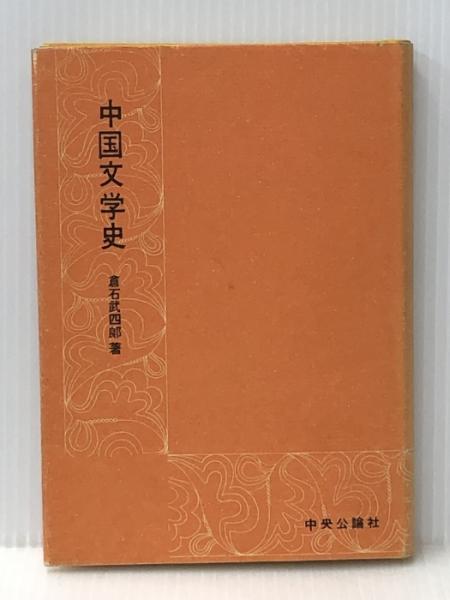 中国文学史
倉石武四郎 著
中央公論社